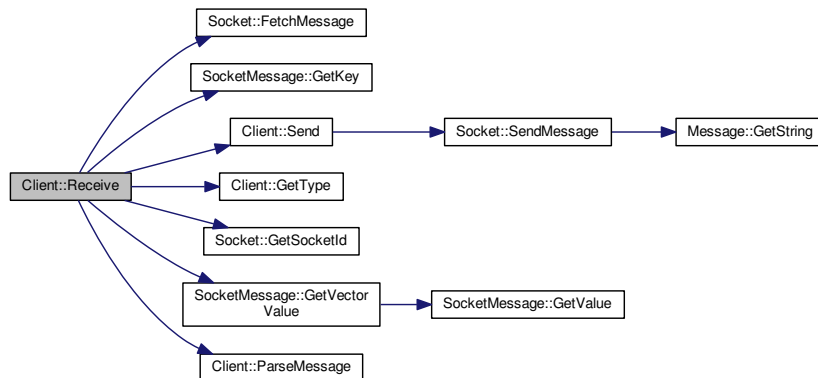 Socket::FetchMessage
SocketMessage::GetKey
Client::Send
Socket::SendMessage
Message::GetString
Client::Receive
Client::GetType
Socket::GetSocketId
SocketMessage::GetVector
Value
SocketMessage::GetValue
Client::ParseMessage